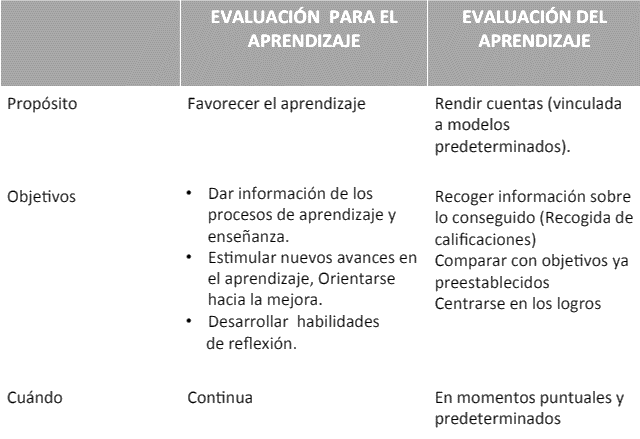 EVALUACIÓN PARA EL
APRENDIZAJE
EVALUACIÓN DEL
APRENDIZAJE
Propósito
Favorecer el aprendizaje
Rendir cuentas (vinculada
a modelos
predeterminados).
Objetivos
• Dar información de los
procesos de aprendizaje y
enseñanza.
• Estimular nuevos avances en
el aprendizaje, Orientarse
hacia la mejora.
• Desarrollar habilidades
de reflexión.
Recoger información sobre
lo conseguido (Recogida de
calificaciones)
Comparar con objetivos ya
preestablecidos
Centrarse en los logros
Cuándo
Continua
En momentos puntuales y
predeterminados